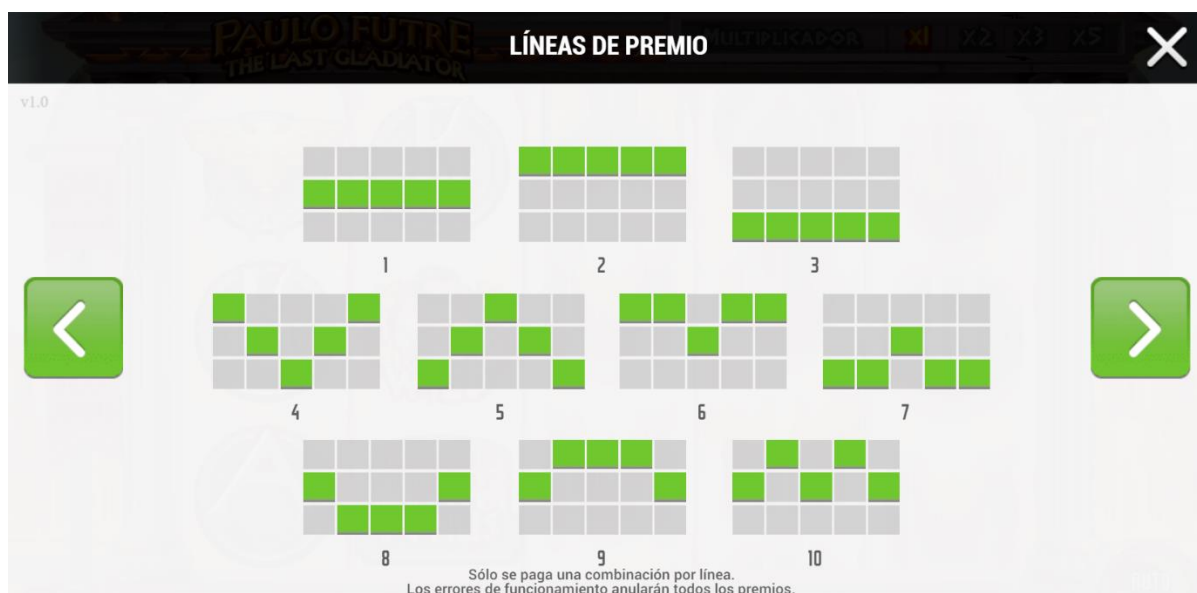 PAULO FUTRE
THE LAST GLADIATOR
LÍNEAS DE PREMIO
MULTIPLICADOR x1 x2 x3 x5
v1.0
1 2 3
4 5 6 7
8 9 10
Sólo se paga una combinación por línea.
Los errores de funcionamiento anularán todos los premios.